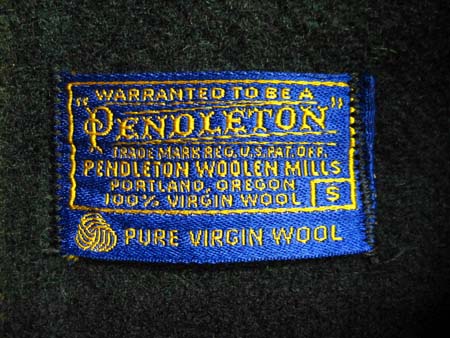 WARRANTED TO BE A
"PENDLETON"
TRADE MARK REG. U.S. PAT. OFF.
PENDLETON WOOLEN MILLS
PORTLAND, OREGON
100% VIRGIN WOOL S
PURE VIRGIN WOOL